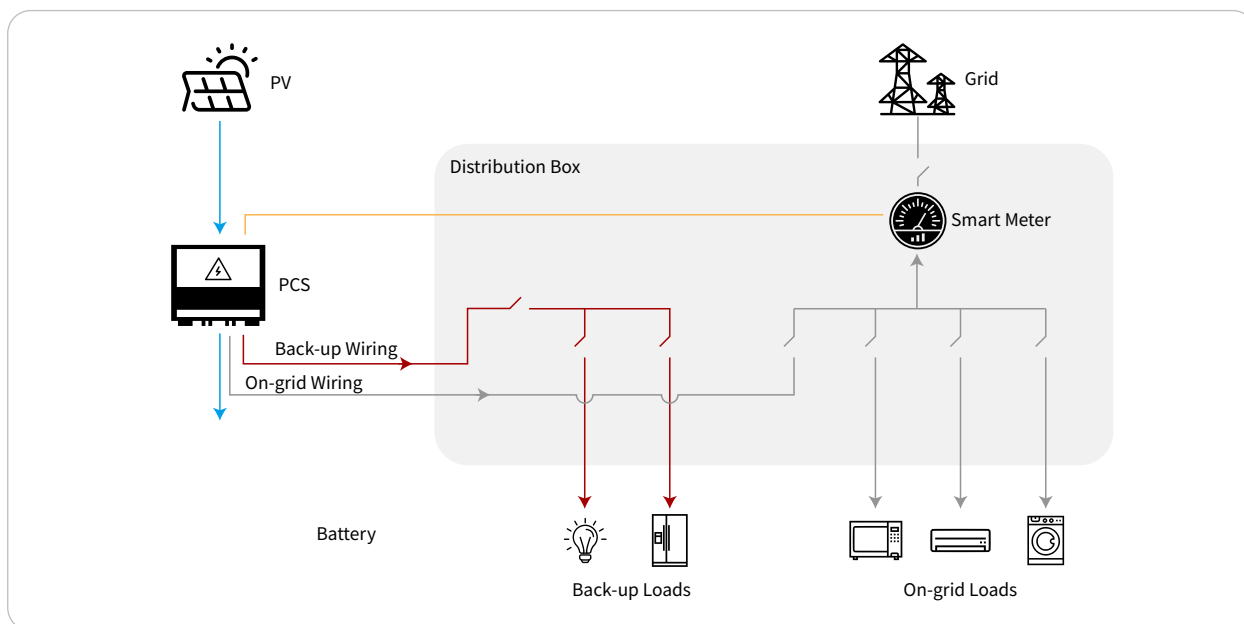 PV
Grid
Distribution Box
Smart Meter
PCS
Back-up Wiring
On-grid Wiring
Battery
Back-up Loads
On-grid Loads